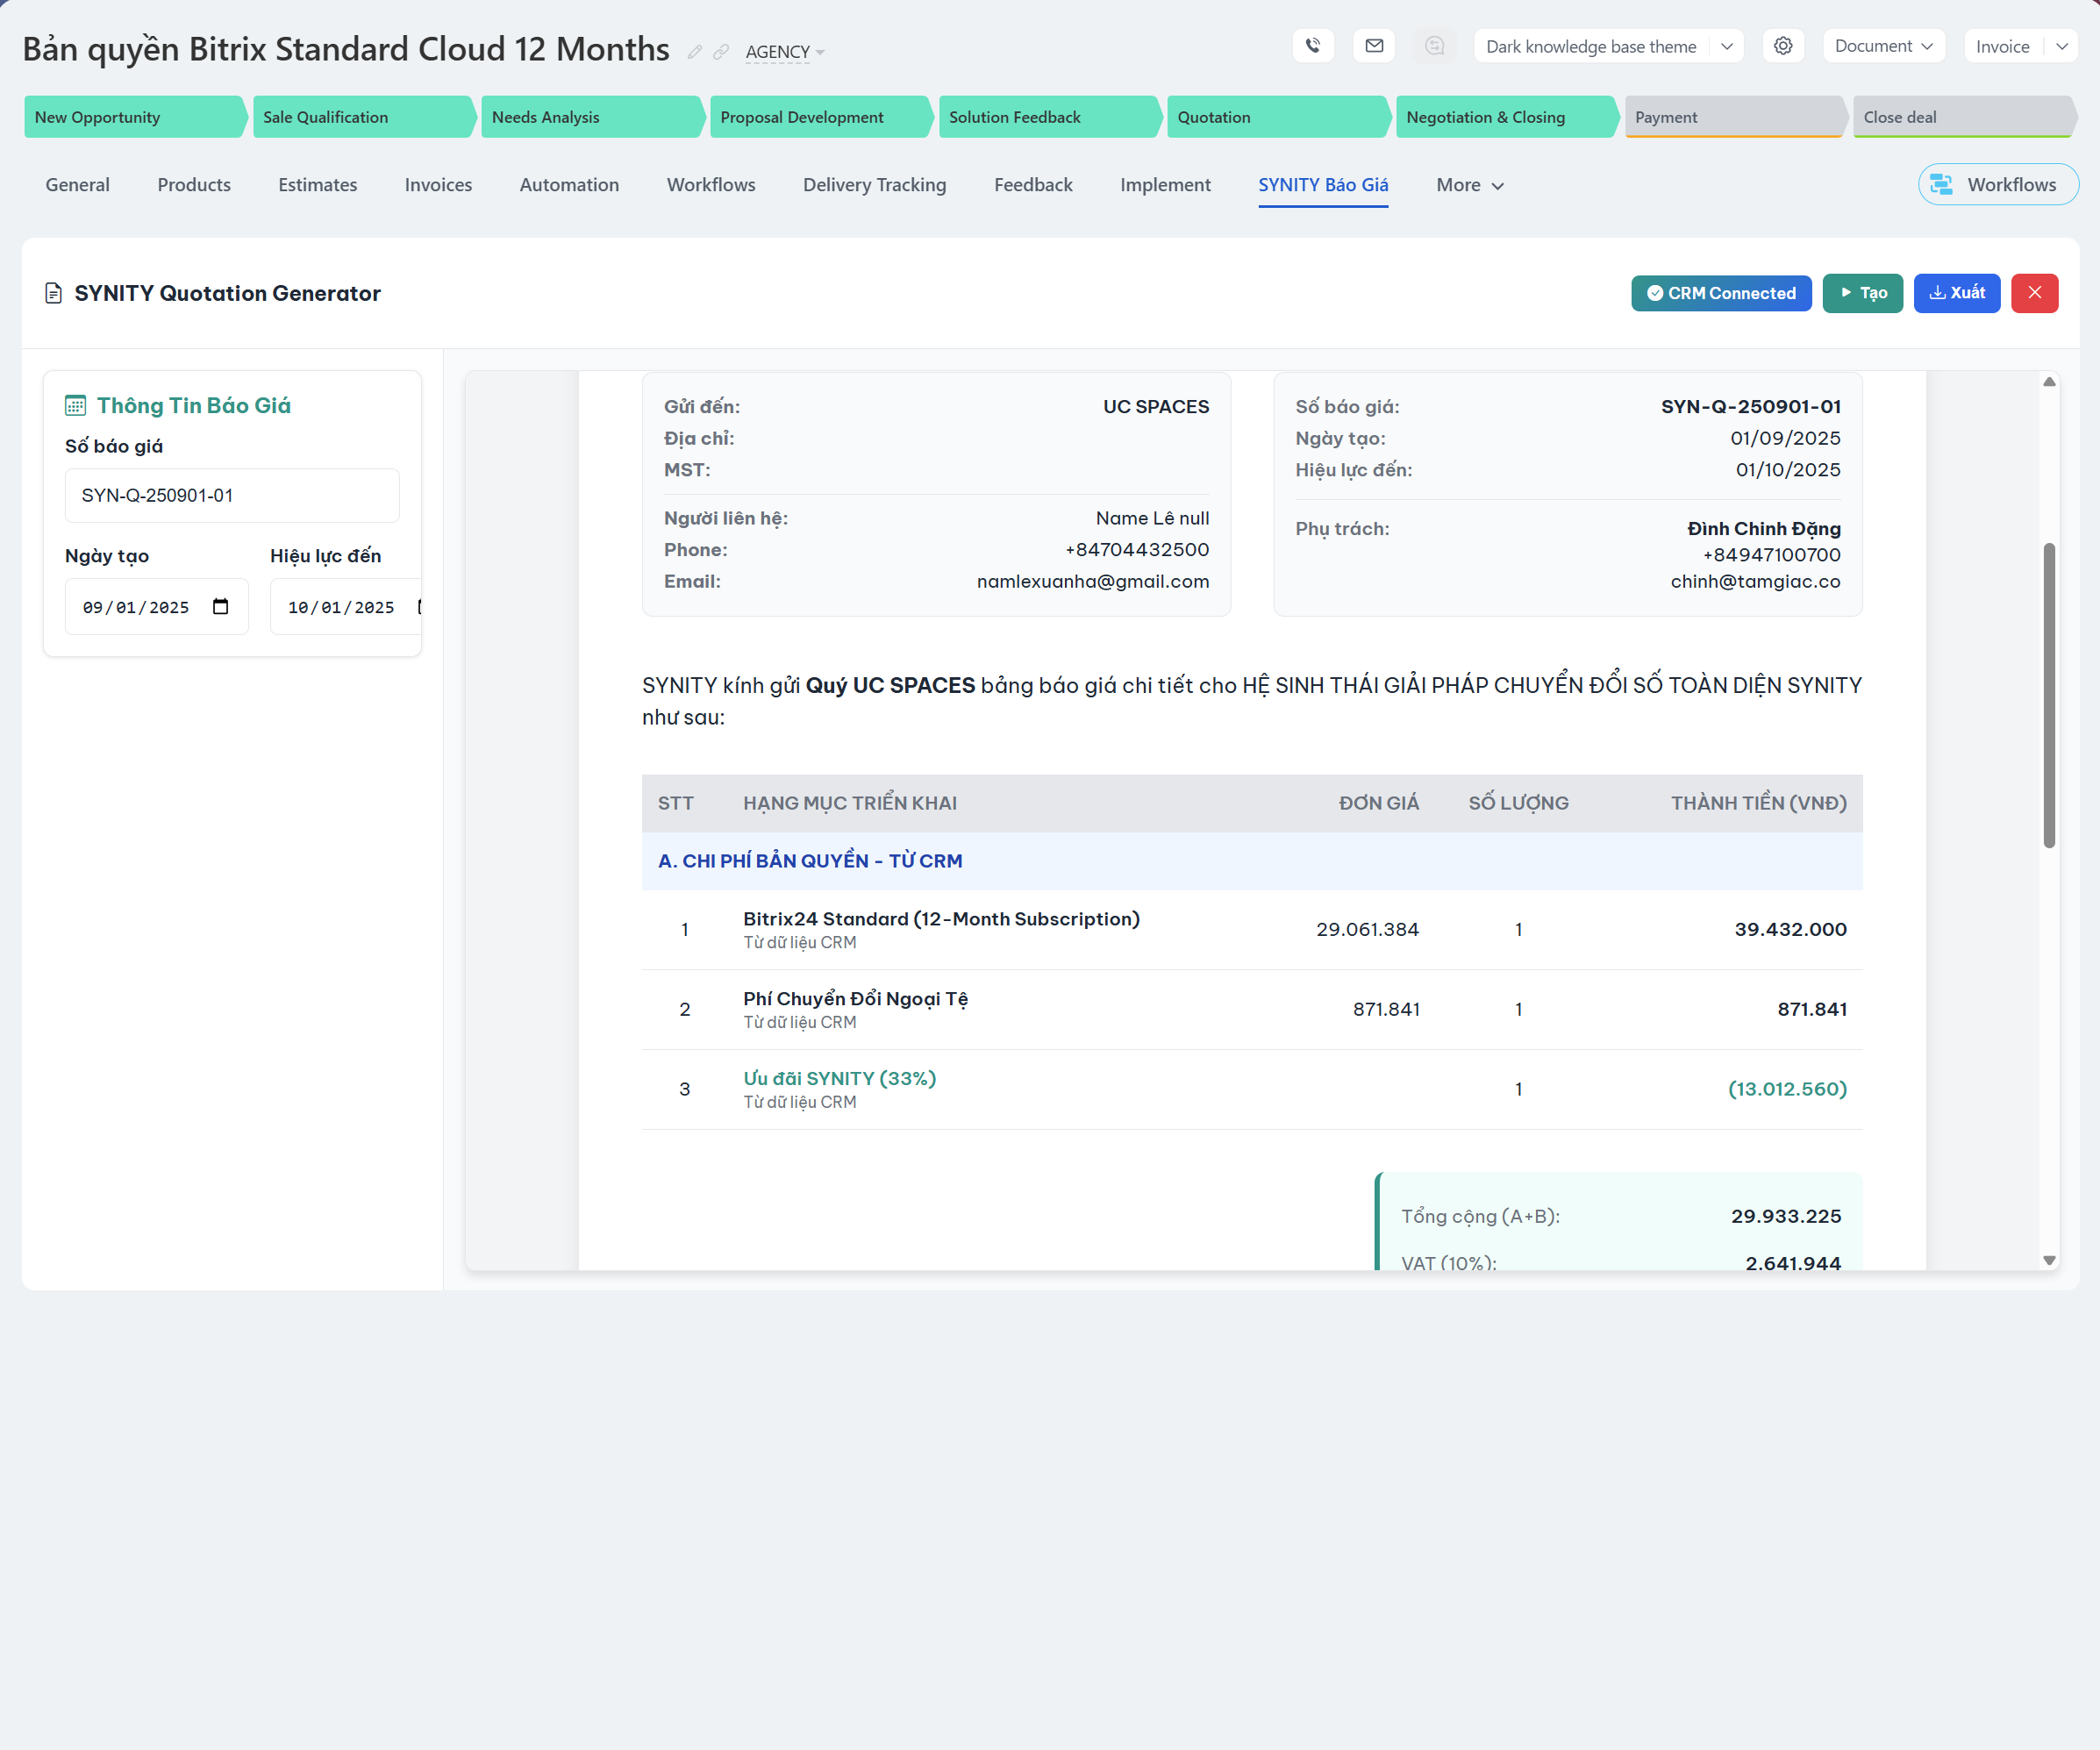 Bản quyền Bitrix Standard Cloud 12 Months AGENCY
Dark knowledge base theme Document Invoice
New Opportunity Sale Qualification Needs Analysis Proposal Development Solution Feedback Quotation Negotiation & Closing Payment Close deal
General Products Estimates Invoices Automation Workflows Delivery Tracking Feedback Implement SYNITY Báo Giá More Workflows
SYNITY Quotation Generator
CRM Connected Tạo Xuất
Thông Tin Báo Giá
Số báo giá
SYN-Q-250901-01
Ngày tạo Hiệu lực đến
09/01/2025 10/01/2025
Gửi đến: UC SPACES
Địa chỉ:
MST:
Người liên hệ: Name Lê null
Phone: +84704432500
Email: namlexuanha@gmail.com
Số báo giá: SYN-Q-250901-01
Ngày tạo: 01/09/2025
Hiệu lực đến: 01/10/2025
Phụ trách: Đình Chinh Đặng
+84947100700
chinh@tamgiac.co
SYNITY kính gửi Quý UC SPACES bảng báo giá chi tiết cho HỆ SINH THÁI GIẢI PHÁP CHUYỂN ĐỔI SỐ TOÀN DIỆN SYNITY
như sau:
STT HẠNG MỤC TRIỂN KHAI ĐƠN GIÁ SỐ LƯỢNG THÀNH TIỀN (VNĐ)
A. CHI PHÍ BẢN QUYỀN - TỪ CRM
1 Bitrix24 Standard (12-Month Subscription) 29.061.384 1 39.432.000
Từ dữ liệu CRM
2 Phí Chuyển Đổi Ngoại Tệ 871.841 1 871.841
Từ dữ liệu CRM
3 Ưu đãi SYNITY (33%) 1 (13.012.560)
Từ dữ liệu CRM
Tổng cộng (A+B): 29.933.225
VAT (10%): 2.641.944